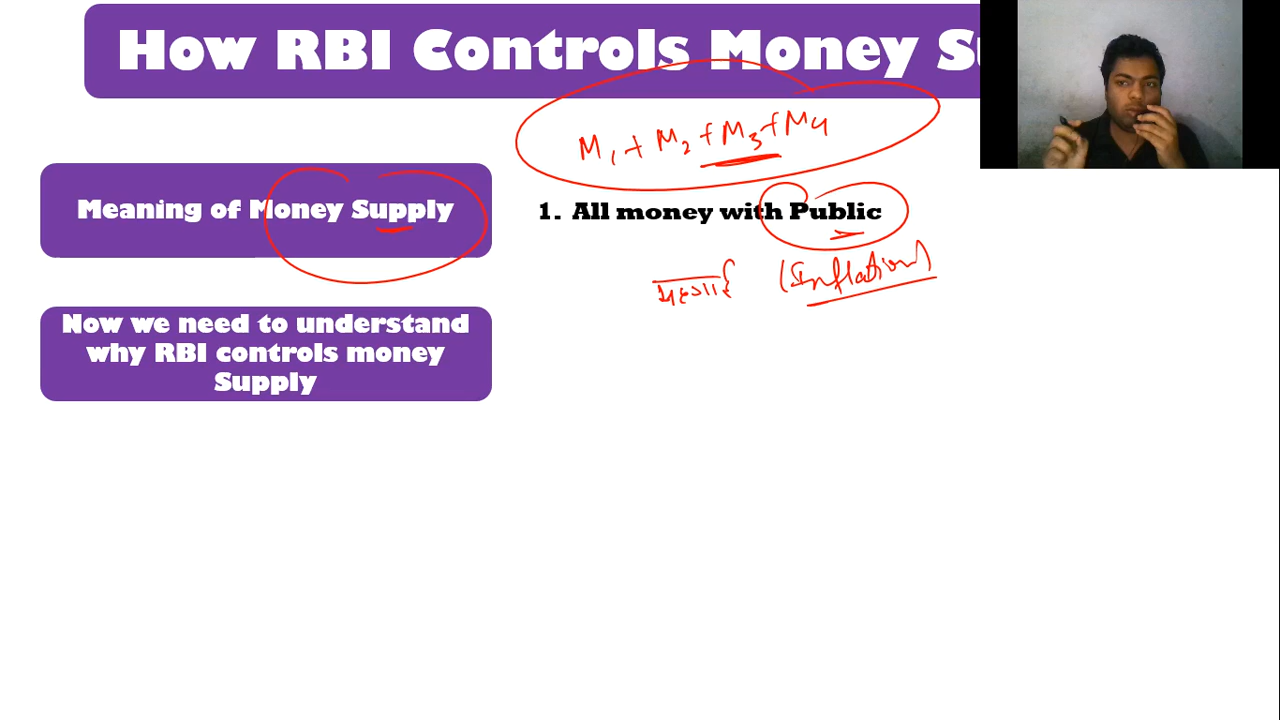 How RBI Controls Money Su
M1 + M2 + M3 + M4
Meaning of Money Supply
1. All money with Public
महंगाई (Inflation)
Now we need to understand
why RBI controls money
Supply